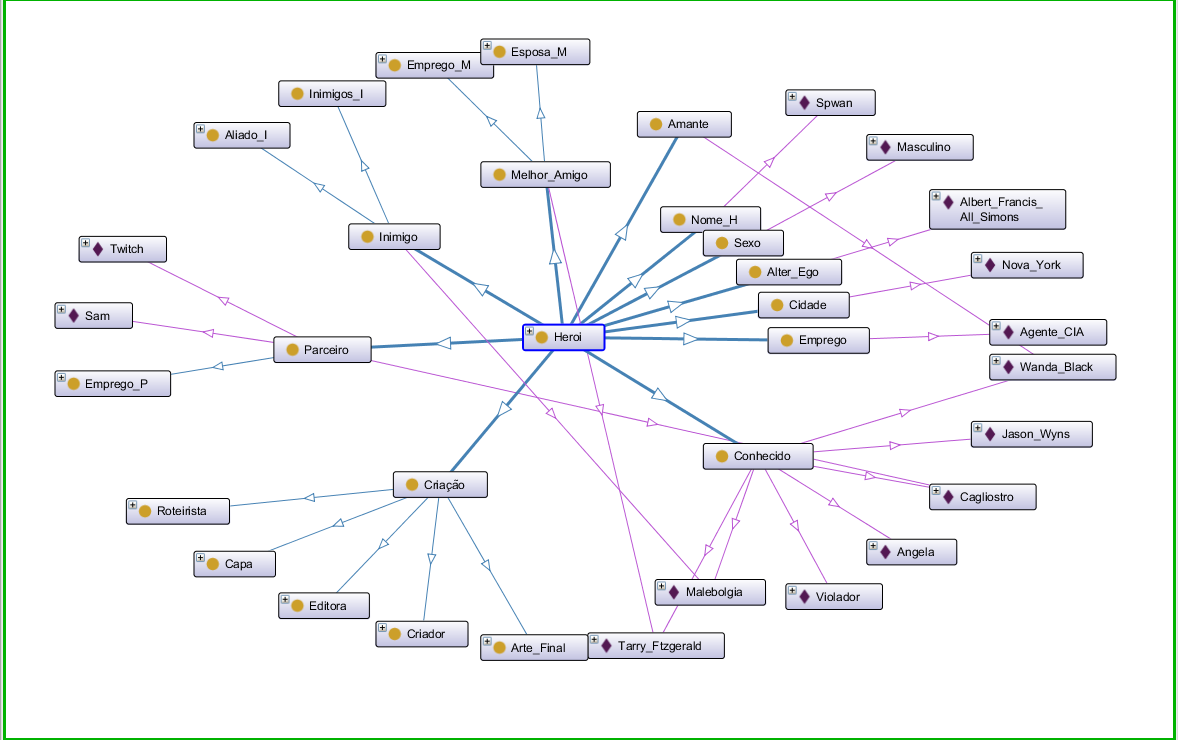 Esposa_M
Emprego_M
Inimigos_I
Spwan
Amante
Aliado_I
Masculino
Melhor_Amigo
Albert_Francis_
All_Simons
Nome_H
Inimigo
Sexo
Twitch
Nova_York
Alter_Ego
Cidade
Sam
Agente_CIA
Heroi
Emprego
Parceiro
Wanda_Black
Emprego_P
Jason_Wyns
Conhecido
Criação
Cagliostro
Roteirista
Angela
Capa
Malebolgia
Violador
Editora
Criador
Arte_Final
Tarry_Ftzgerald